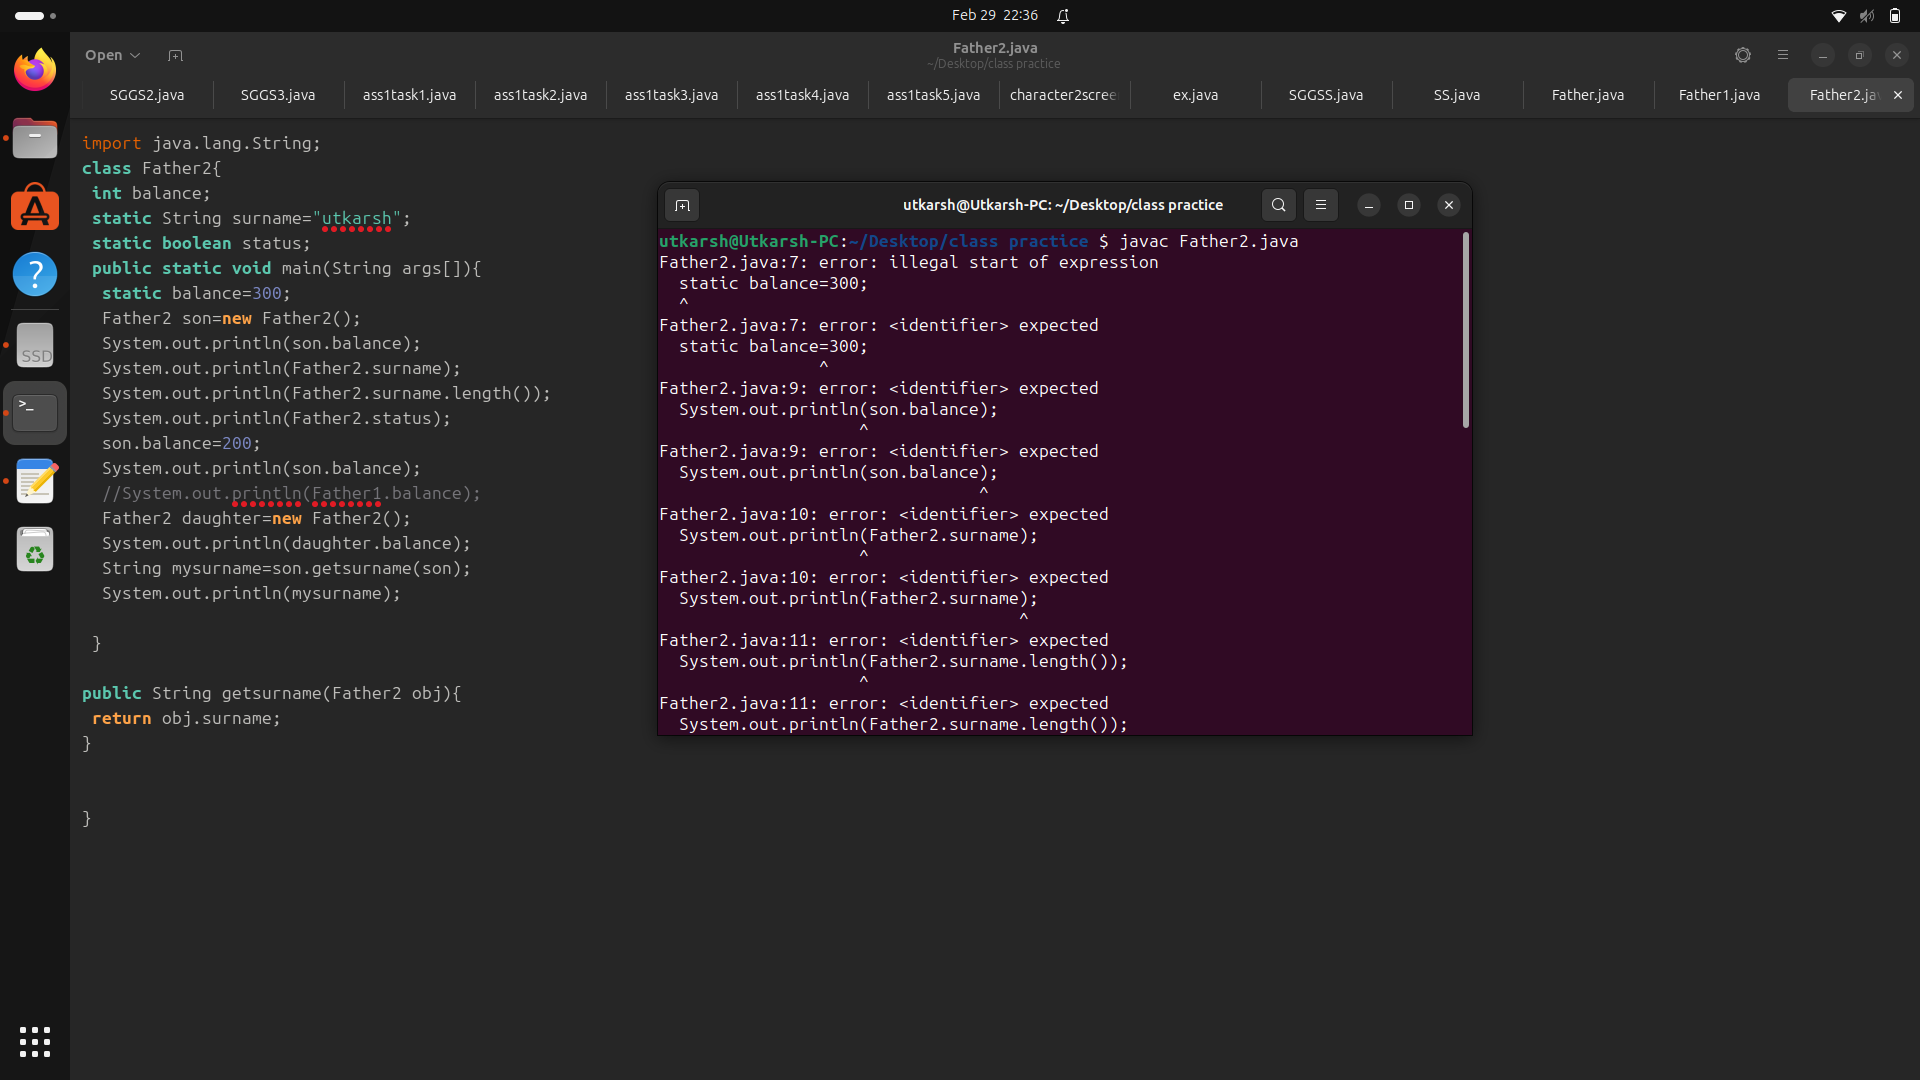 Feb 29 22:36
Open
Father2.java
~/Desktop/class practice
SGGS2.java
SGGS3.java
ass1task1.java
ass1task2.java
ass1task3.java
ass1task4.java
ass1task5.java
character2scree
ex.java
SGGSS.java
SS.java
Father.java
Father1.java
Father2.jav
import java.lang.String;
class Father2{
int balance;
static String surname="utkarsh";
static boolean status;
public static void main(String args[]){
static balance=300;
Father2 son=new Father2();
System.out.println(son.balance);
System.out.println(Father2.surname);
System.out.println(Father2.surname.length());
System.out.println(Father2.status);
son.balance=200;
System.out.println(son.balance);
//System.out.println(Father1.balance);
Father2 daughter=new Father2();
System.out.println(daughter.balance);
String mysurname=son.getsurname(son);
System.out.println(mysurname);
}
public String getsurname(Father2 obj){
return obj.surname;
}
}
utkarsh@Utkarsh-PC: ~/Desktop/class practice
utkarsh@Utkarsh-PC:~/Desktop/class practice $ javac Father2.java
Father2.java:7: error: illegal start of expression
static balance=300;
^
Father2.java:7: error: <identifier> expected
static balance=300;
^
Father2.java:9: error: <identifier> expected
System.out.println(son.balance);
^
Father2.java:9: error: <identifier> expected
System.out.println(son.balance);
^
Father2.java:10: error: <identifier> expected
System.out.println(Father2.surname);
^
Father2.java:10: error: <identifier> expected
System.out.println(Father2.surname);
^
Father2.java:11: error: <identifier> expected
System.out.println(Father2.surname.length());
^
Father2.java:11: error: <identifier> expected
System.out.println(Father2.surname.length());
SSD
>_